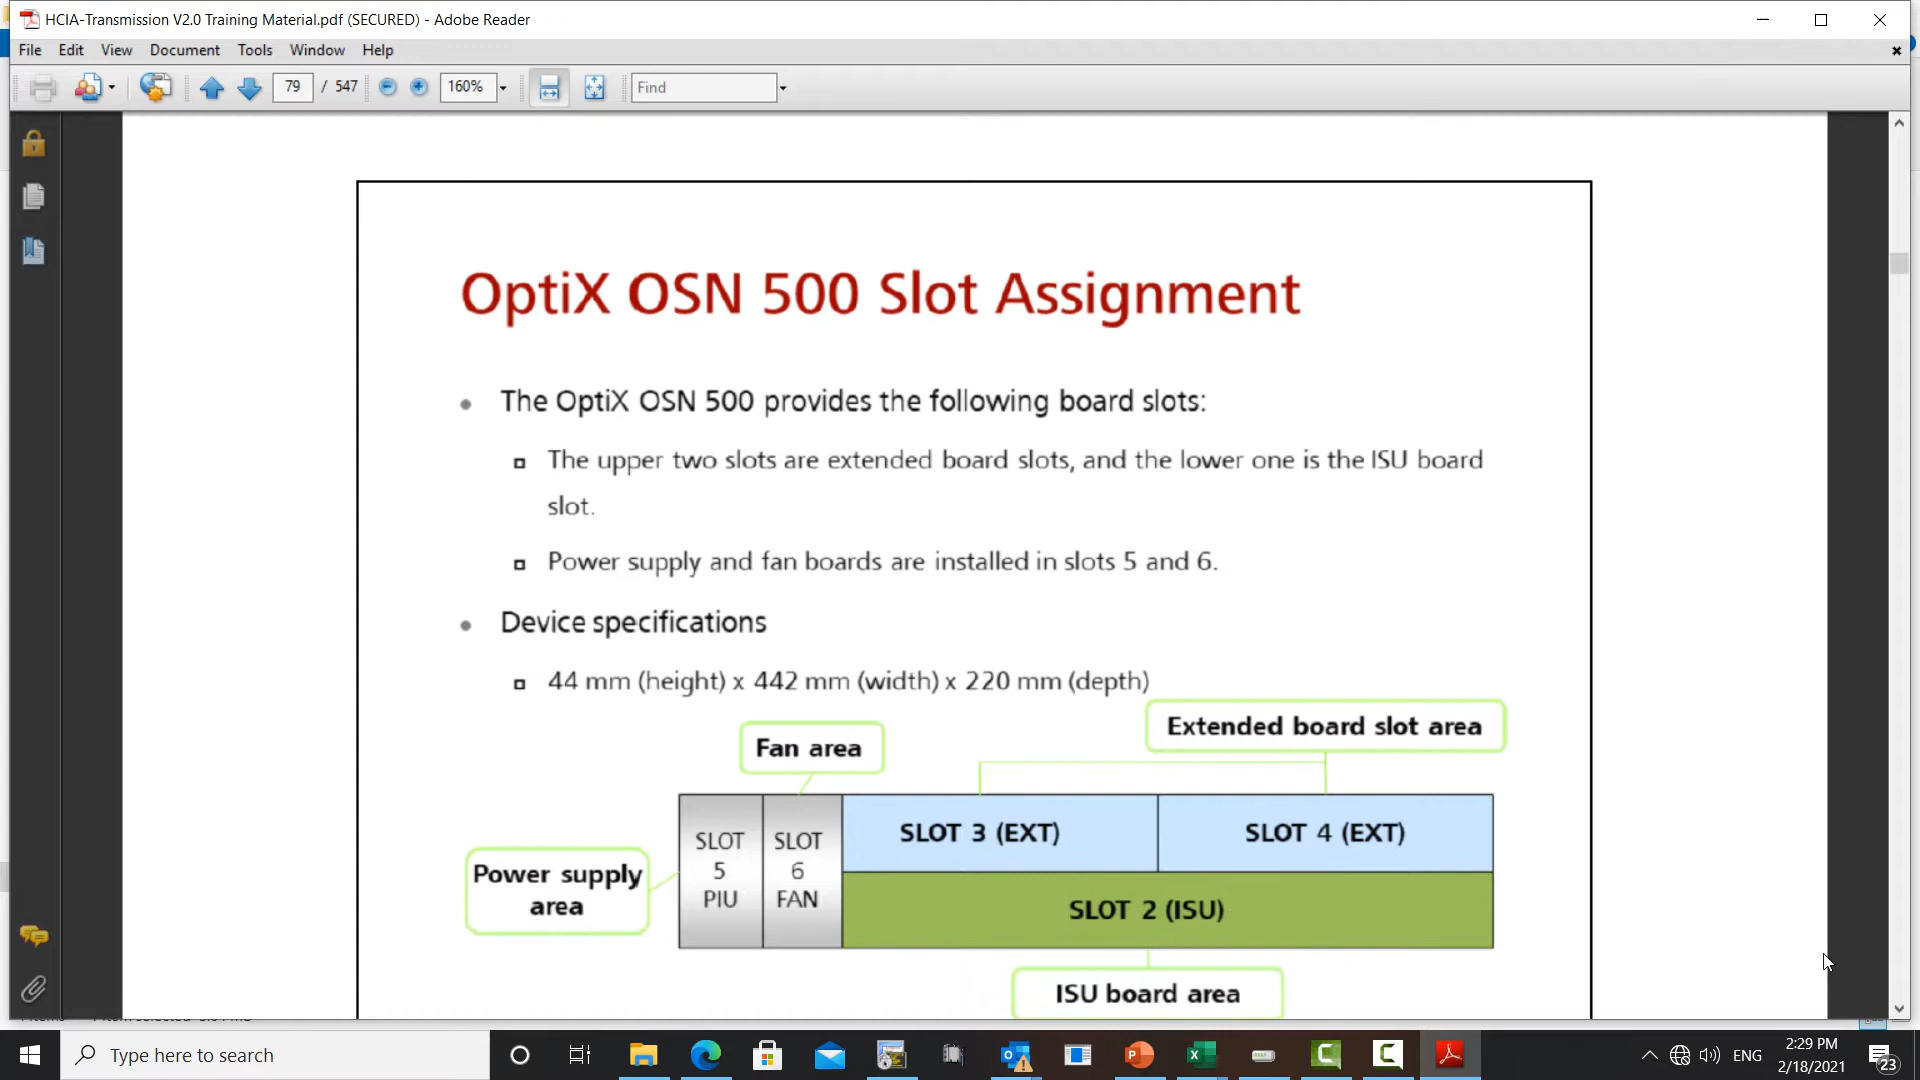 HCIA-Transmission V2.0 Training Material.pdf (SECURED) - Adobe Reader
File Edit View Document Tools Window Help
79 / 547 160% Find
OptiX OSN 500 Slot Assignment
The OptiX OSN 500 provides the following board slots:
The upper two slots are extended board slots, and the lower one is the ISU board
slot.
Power supply and fan boards are installed in slots 5 and 6.
Device specifications
44 mm (height) x 442 mm (width) x 220 mm (depth)
Extended board slot area
Fan area
SLOT 3 (EXT)
SLOT 4 (EXT)
SLOT
5
PIU
SLOT
6
FAN
Power supply
area
SLOT 2 (ISU)
ISU board area
Type here to search
ENG
2:29 PM
2/18/2021
23